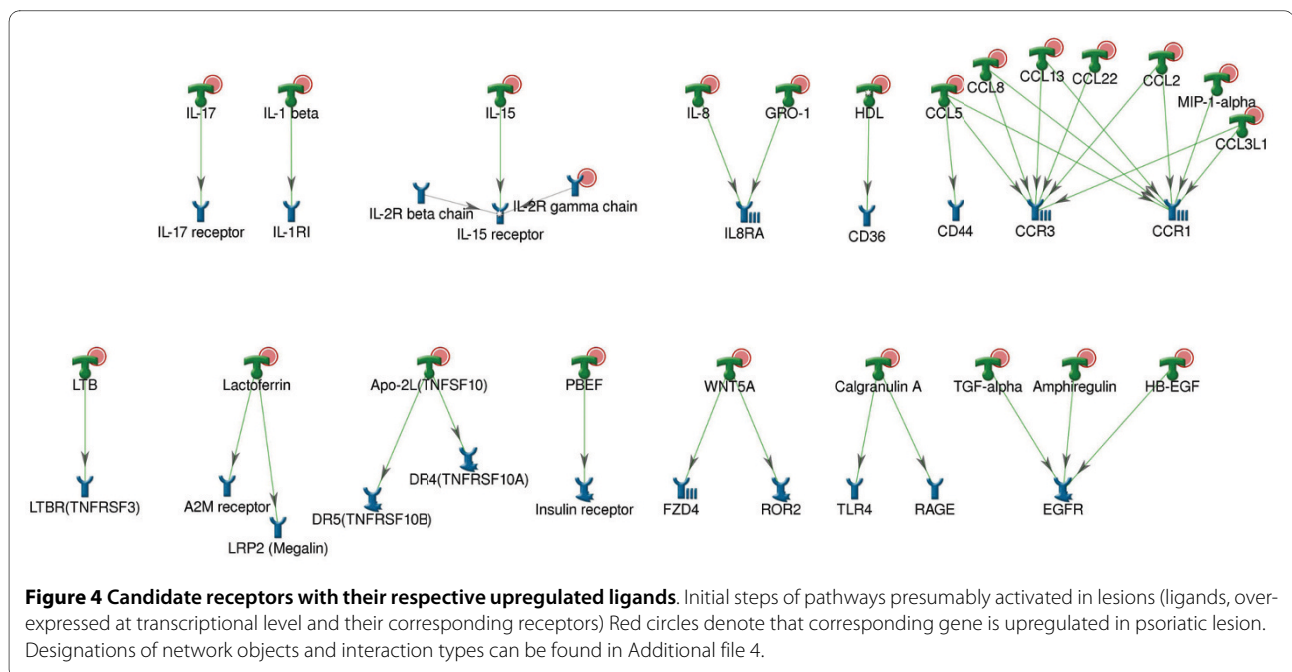 IL-17
IL-1 beta
IL-15
IL-8
GRO-1
HDL
CCL5
CCL8
CCL13
CCL22
CCL2
MIP-1-alpha
CCL3L1
IL-17 receptor
IL-1RI
IL-2R beta chain
IL-2R gamma chain
IL-15 receptor
IL8RA
CD36
CD44
CCR3
CCR1
LTB
Lactoferrin
Apo-2L(TNFSF10)
PBEF
WNT5A
Calgranulin A
TGF-alpha
Amphiregulin
HB-EGF
LTBR(TNFRSF3)
A2M receptor
LRP2 (Megalin)
DR5(TNFRSF10B)
DR4(TNFRSF10A)
Insulin receptor
FZD4
ROR2
TLR4
RAGE
EGFR
Figure 4 Candidate receptors with their respective upregulated ligands. Initial steps of pathways presumably activated in lesions (ligands, over-
expressed at transcriptional level and their corresponding receptors) Red circles denote that corresponding gene is upregulated in psoriatic lesion.
Designations of network objects and interaction types can be found in Additional file 4.